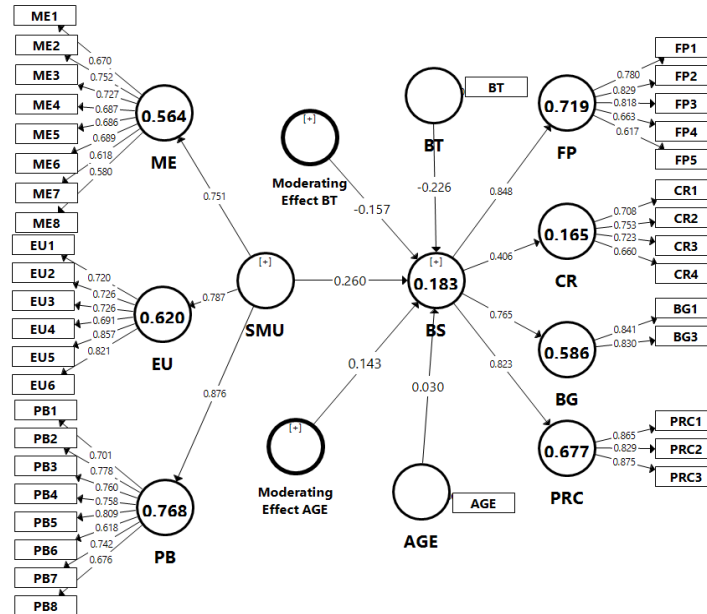 ME1
ME2
ME3
ME4
ME5
ME6
ME7
ME8
0.670
0.752
0.727
0.687
0.686
0.689
0.618
0.580
0.564
ME
EU1
EU2
EU3
EU4
EU5
EU6
0.720
0.726
0.726
0.691
0.857
0.821
0.620
EU
PB1
PB2
PB3
PB4
PB5
PB6
PB7
PB8
0.701
0.778
0.760
0.758
0.809
0.618
0.742
0.676
0.768
PB
0.751
0.787
0.876
[+]
SMU
[+]
Moderating
Effect BT
-0.157
BT
BT
-0.226
0.260
[+]
0.183
BS
0.143
0.030
[+]
Moderating
Effect AGE
AGE
AGE
0.848
0.406
0.765
0.823
0.719
FP
0.780
0.829
0.818
0.663
0.617
FP1
FP2
FP3
FP4
FP5
0.165
CR
0.708
0.753
0.723
0.660
CR1
CR2
CR3
CR4
0.586
BG
0.841
0.830
BG1
BG3
0.677
PRC
0.865
0.829
0.875
PRC1
PRC2
PRC3